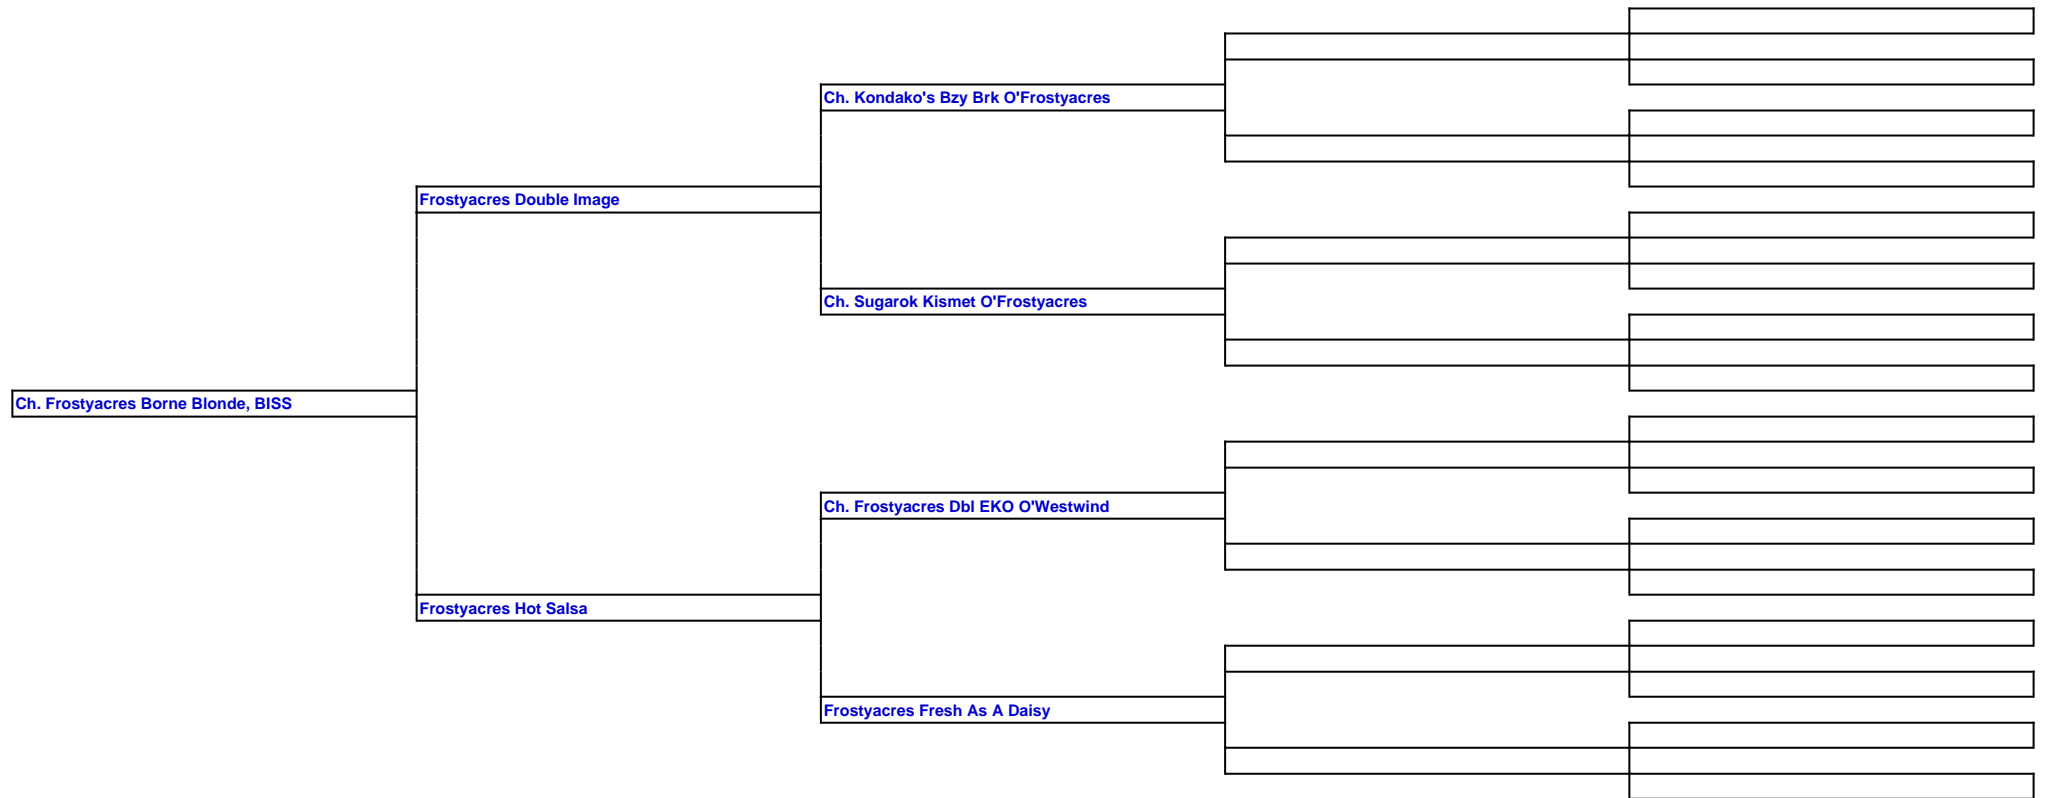 Ch. Kondako's Bzy Brk O'Frostyacres
Frostyacres Double Image
Ch. Sugarok Kismet O'Frostyacres
Ch. Frostyacres Borne Blonde, BISS
Ch. Frostyacres Dbl EKO O'Westwind
Frostyacres Hot Salsa
Frostyacres Fresh As A Daisy